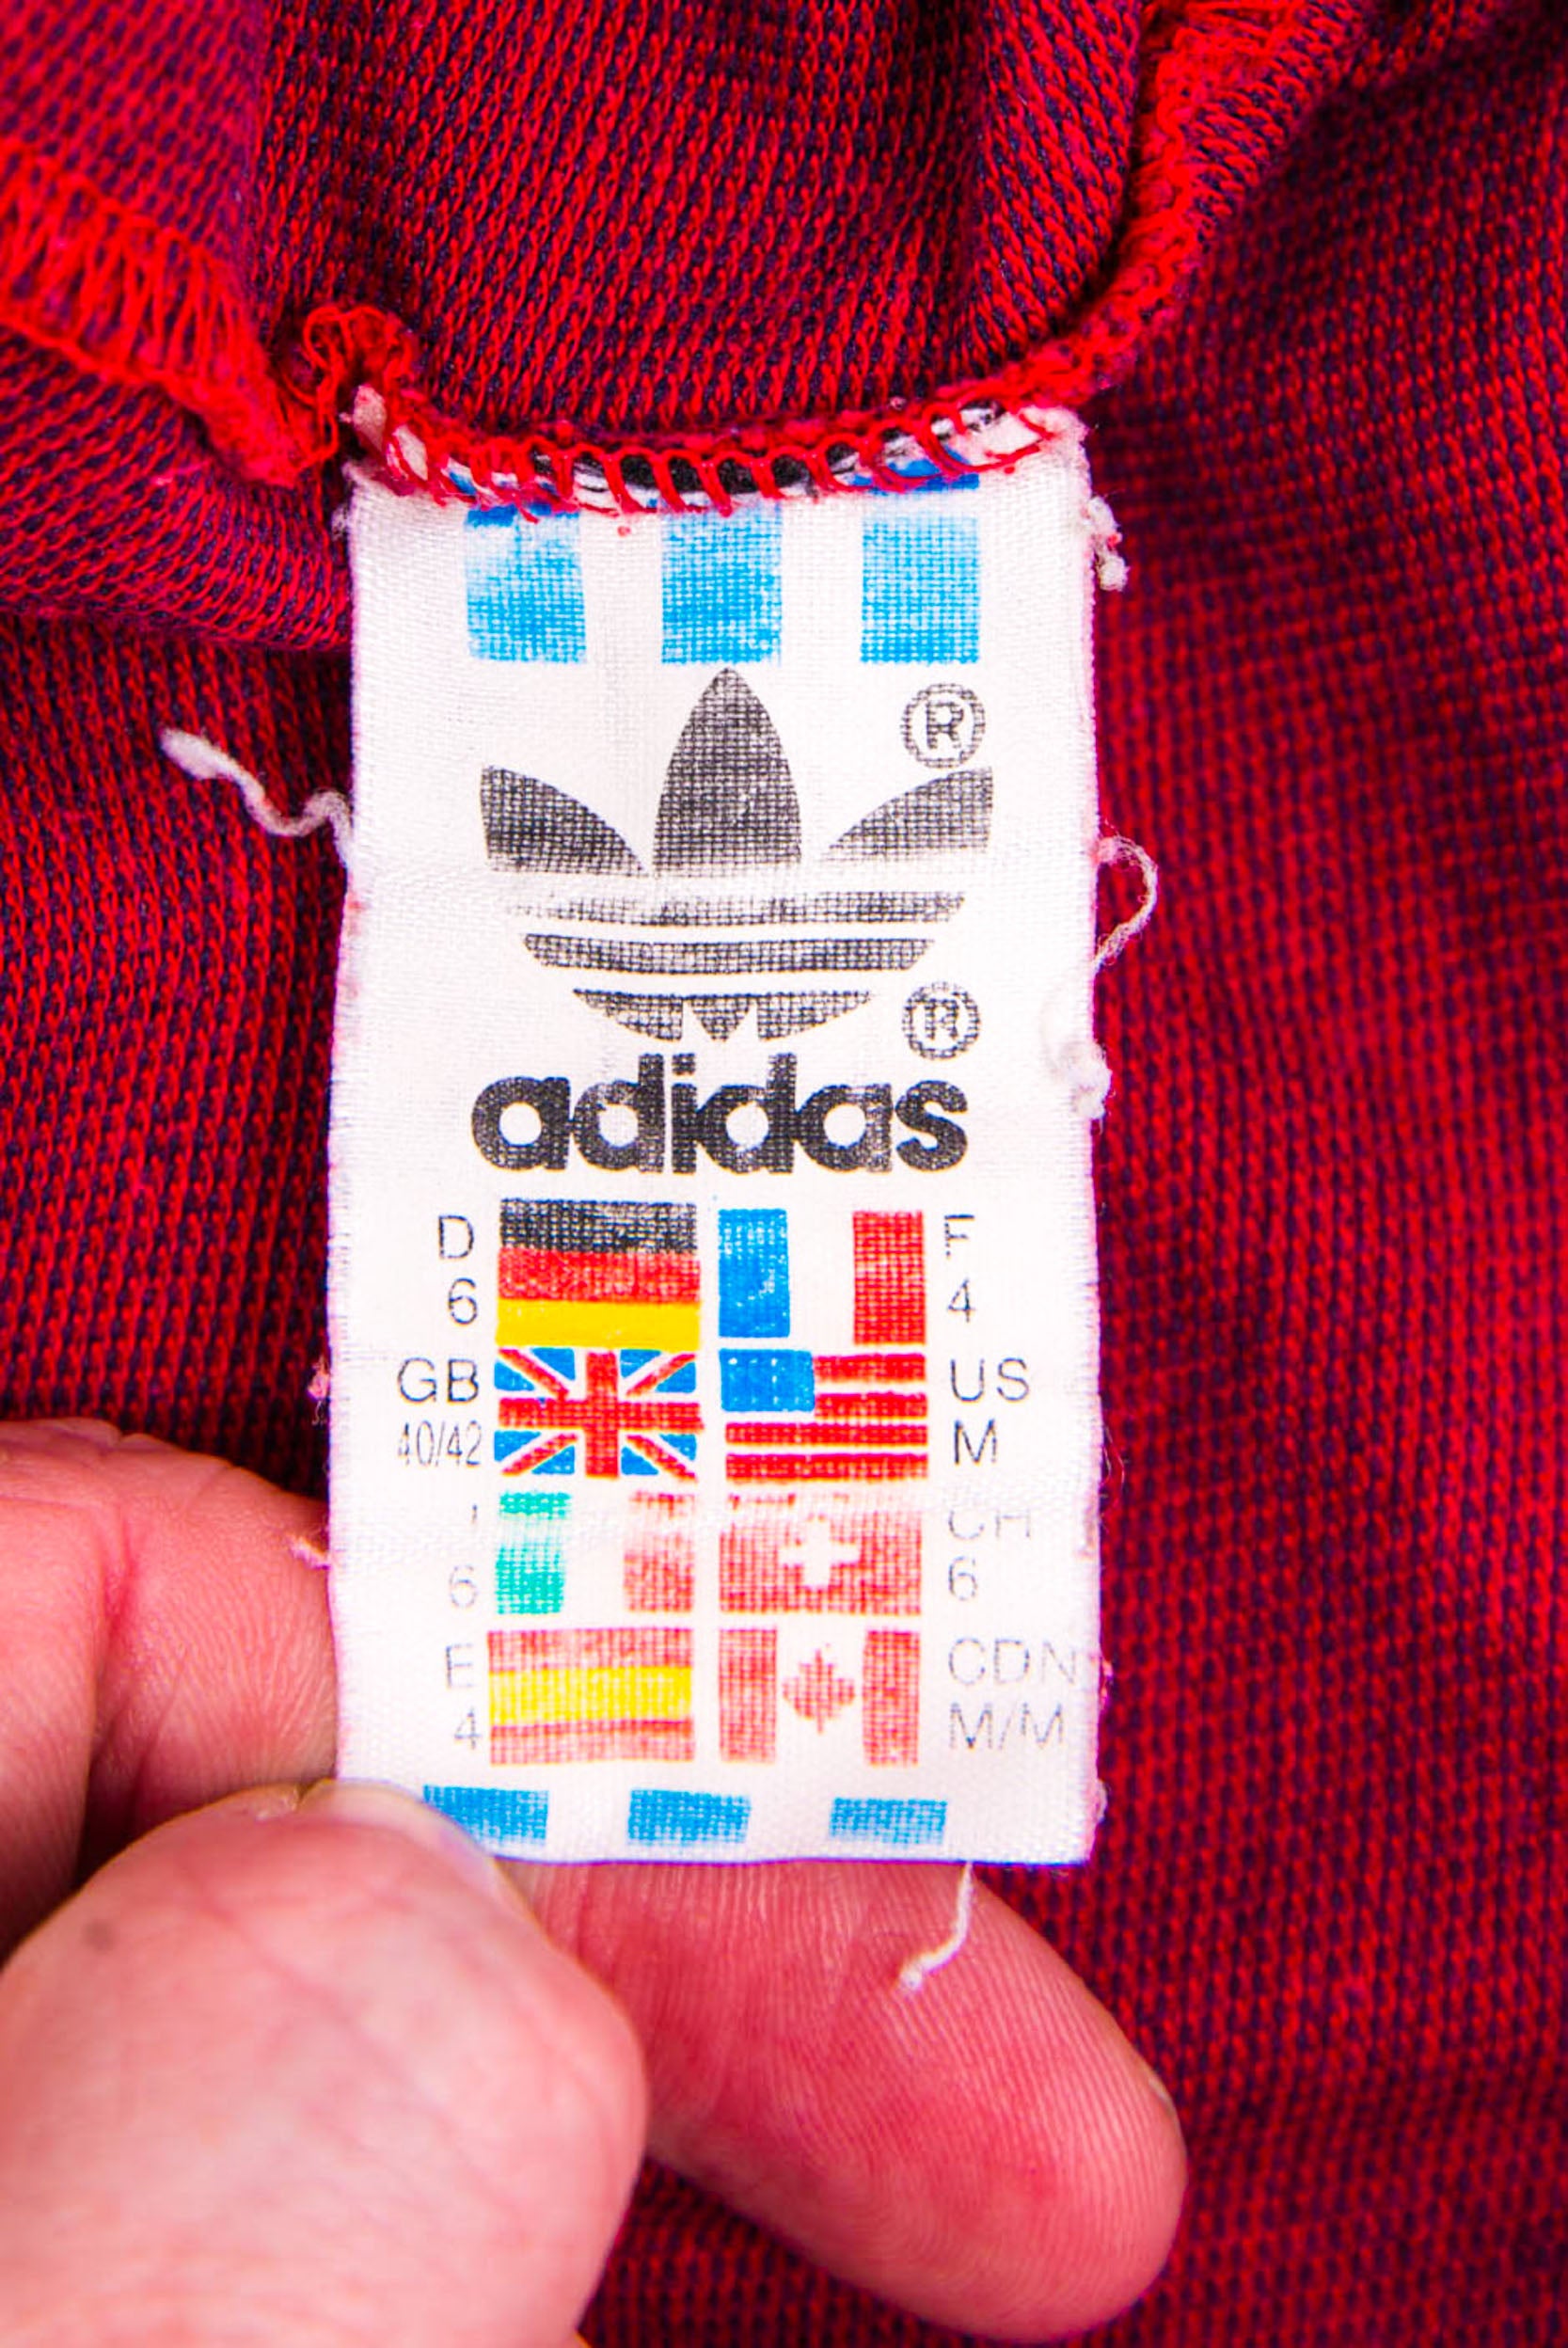 ®
®
adidas
D F
6 4
GB US
40/42 M
I CH
6 6
E CDN
4 M/M